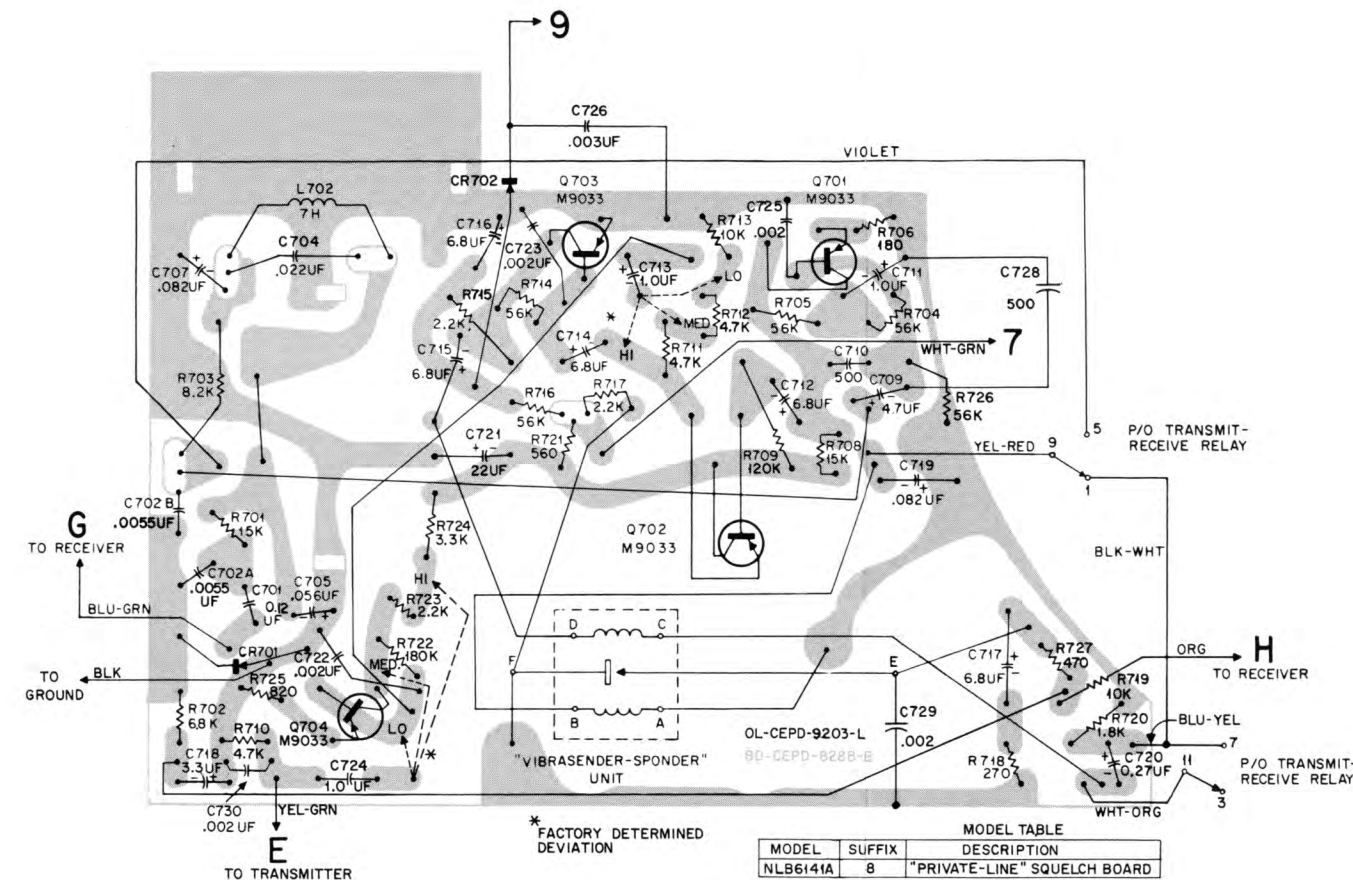 9
C726
.003UF
VIOLET
L702
7H
CR702
Q703
M9033
Q701
M9033
C704
.022UF
C707
.082UF
C716
6.8UF
C723
.002UF
R713
10K
C725
.002
R706
180
C713
1.0UF
LO
C711
1.0UF
C728
500
R715
2.2K
R714
56K
*
MED
HI
R712
4.7K
R705
56K
R704
56K
C715
6.8UF
C714
6.8UF
R711
4.7K
WHT-GRN
7
C710
500
R703
8.2K
R716
56K
R717
2.2K
C712
6.8UF
C709
4.7UF
R726
56K
C721
22UF
R721
560
R709
120K
R708
15K
YEL-RED
9
5
P/O TRANSMIT-
RECEIVE RELAY
1
C719
.082UF
C702B
.0055UF
R701
15K
R724
3.3K
Q702
M9033
BLK-WHT
G
TO RECEIVER
C702A
.0055
UF
C701
0.12
UF
C705
.056UF
HI
R723
2.2K
BLU-GRN
CR701
C722
.002UF
R722
180K
MED
D
C
F
E
B
A
C717
6.8UF
R727
470
ORG
H
TO RECEIVER
TO
GROUND
BLK
R725
820
R719
10K
R702
6.8K
R710
4.7K
Q704
M9033
LO
*
C729
.002
OL-CEPD-9203-L
BD-CEPD-8288-E
R720
1.8K
BLU-YEL
7
C718
3.3UF
C724
1.0UF
"VIBRASENDER-SPONDER"
UNIT
R718
270
C720
0.27UF
11
P/O TRANSMIT-
RECEIVE RELAY
3
C730
.002UF
YEL-GRN
WHT-ORG
E
TO TRANSMITTER
*FACTORY DETERMINED
DEVIATION
MODEL TABLE
MODEL SUFFIX DESCRIPTION
NLB6141A 8 "PRIVATE-LINE" SQUELCH BOARD